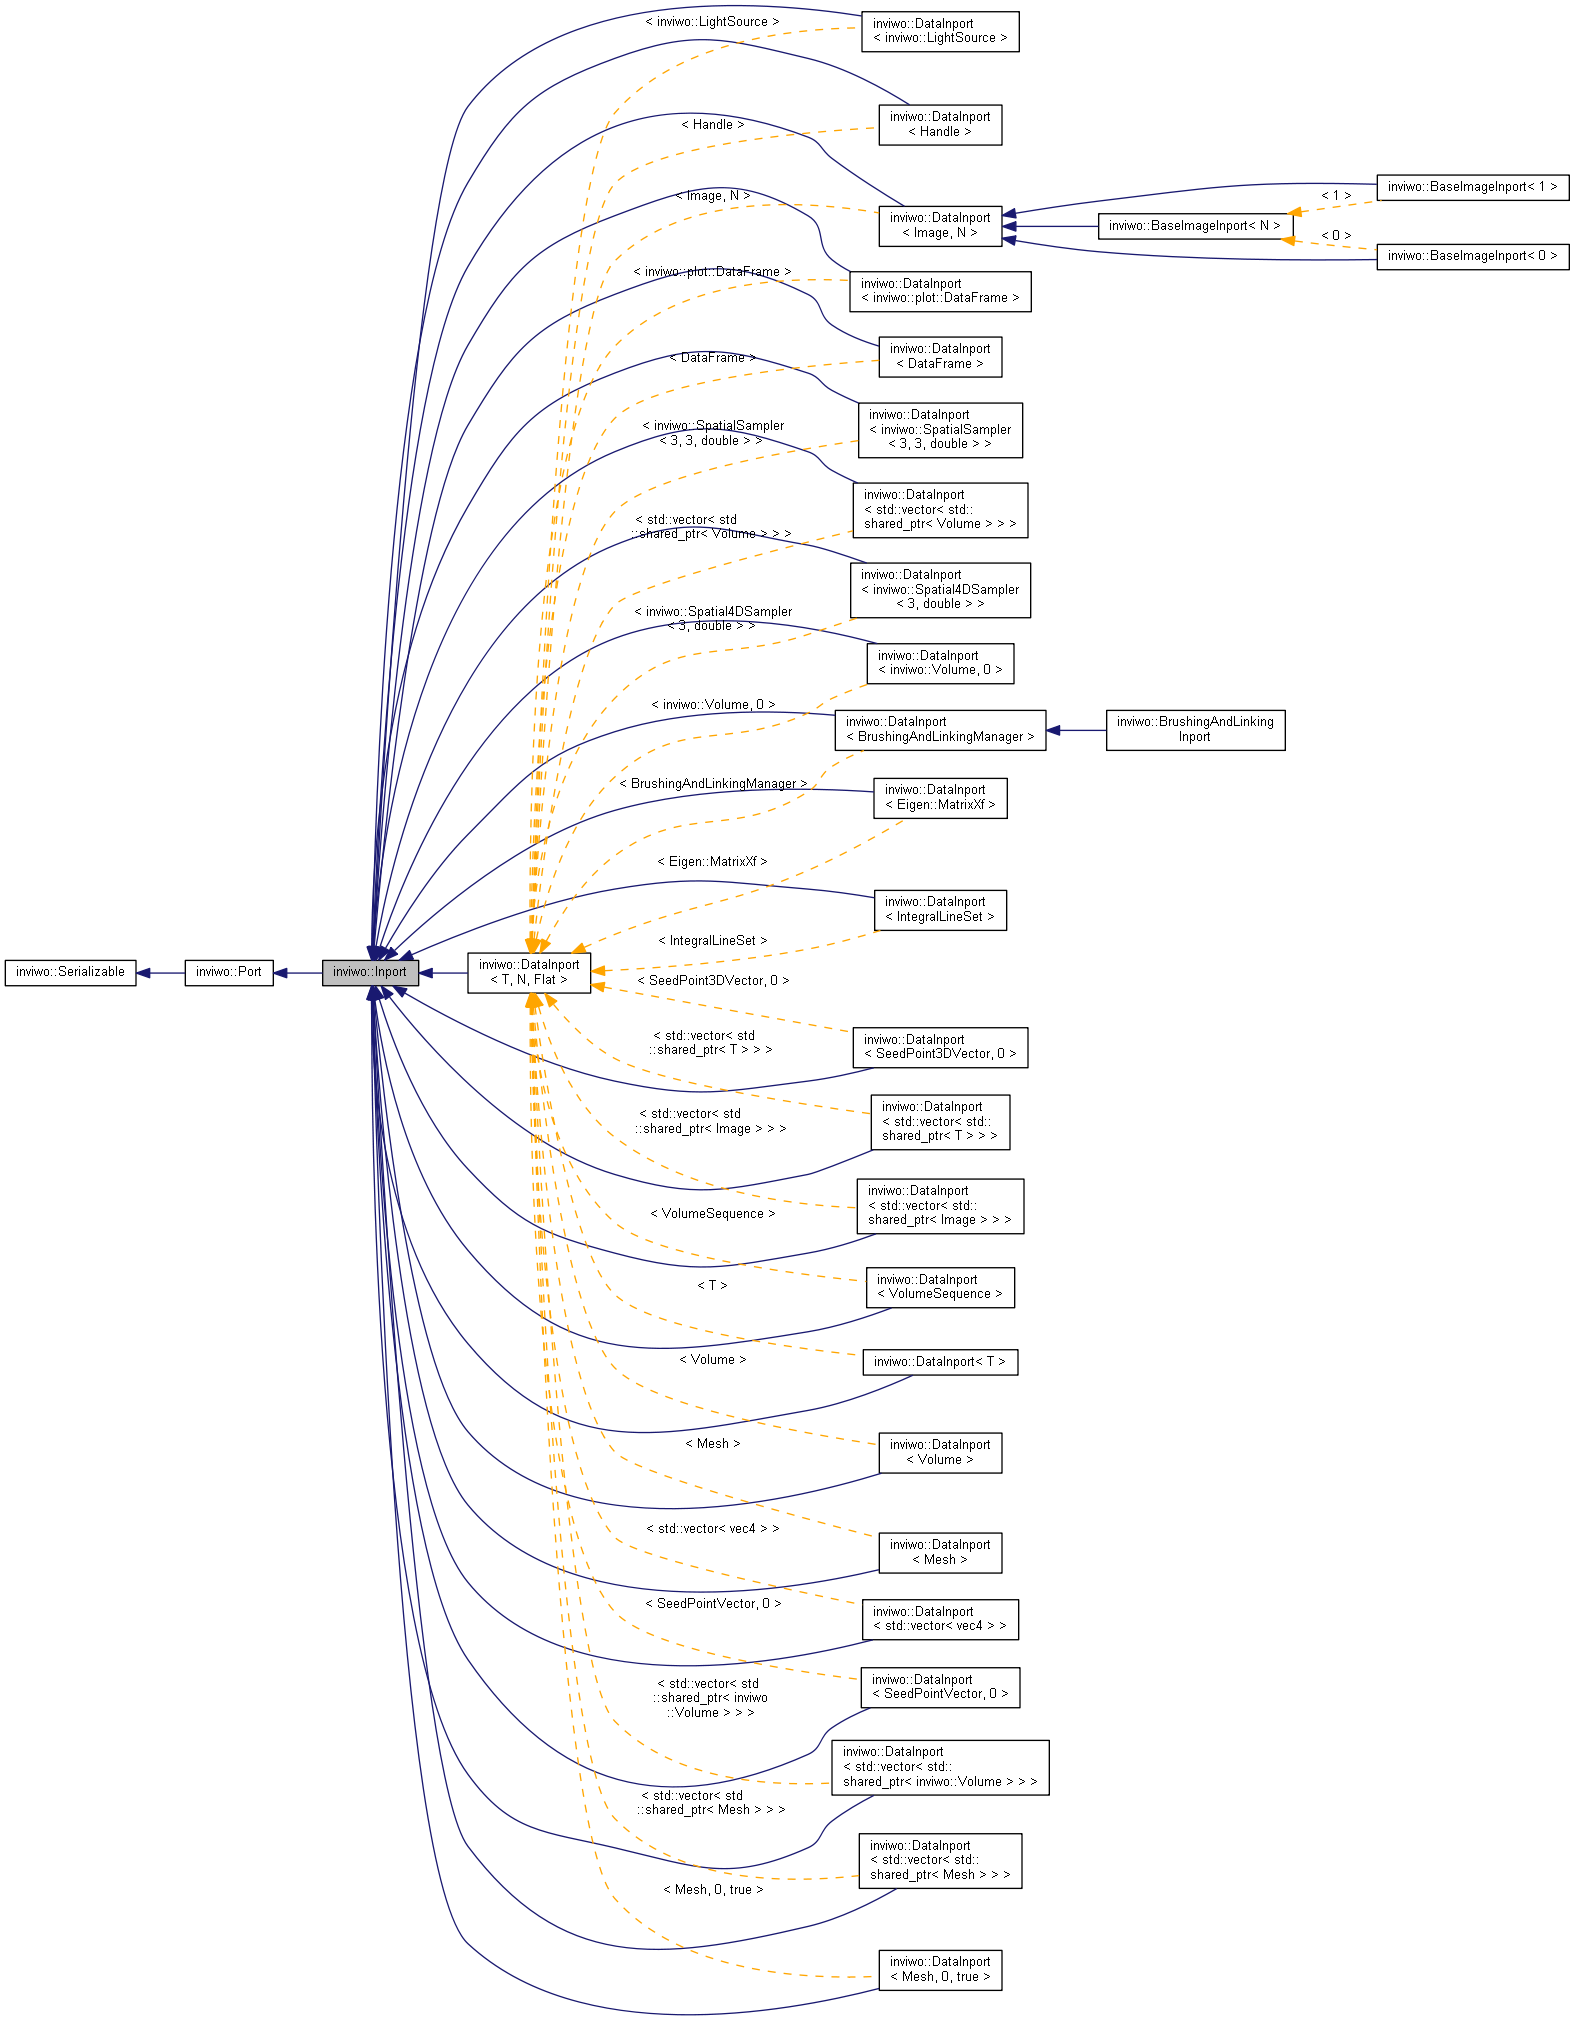 < inviwo::LightSource >
inviwo::DataInport
< inviwo::LightSource >
< Handle >
inviwo::DataInport
< Handle >
< Image, N >
inviwo::DataInport
< Image, N >
inviwo::BaseImageInport< 1 >
< 1 >
inviwo::BaseImageInport< N >
< 0 >
inviwo::BaseImageInport< 0 >
< inviwo::plot::DataFrame >
inviwo::DataInport
< inviwo::plot::DataFrame >
< DataFrame >
inviwo::DataInport
< DataFrame >
< inviwo::SpatialSampler
< 3, 3, double > >
inviwo::DataInport
< inviwo::SpatialSampler
< 3, 3, double > >
< std::vector< std
::shared_ptr< Volume > > >
inviwo::DataInport
< std::vector< std::
shared_ptr< Volume > > >
< inviwo::Spatial4DSampler
< 3, double > >
inviwo::DataInport
< inviwo::Spatial4DSampler
< 3, double > >
< inviwo::Volume, 0 >
inviwo::DataInport
< inviwo::Volume, 0 >
< BrushingAndLinkingManager >
inviwo::DataInport
< BrushingAndLinkingManager >
inviwo::BrushingAndLinking
Inport
< Eigen::MatrixXf >
inviwo::DataInport
< Eigen::MatrixXf >
< IntegralLineSet >
inviwo::DataInport
< IntegralLineSet >
inviwo::Serializable
inviwo::Port
inviwo::Inport
inviwo::DataInport
< T, N, Flat >
< SeedPoint3DVector, 0 >
inviwo::DataInport
< SeedPoint3DVector, 0 >
< std::vector< std
::shared_ptr< T > > >
inviwo::DataInport
< std::vector< std::
shared_ptr< T > > >
< std::vector< std
::shared_ptr< Image > > >
inviwo::DataInport
< std::vector< std::
shared_ptr< Image > > >
< VolumeSequence >
inviwo::DataInport
< VolumeSequence >
< T >
inviwo::DataInport< T >
< Volume >
inviwo::DataInport
< Volume >
< Mesh >
inviwo::DataInport
< Mesh >
< std::vector< vec4 > >
inviwo::DataInport
< std::vector< vec4 > >
< SeedPointVector, 0 >
inviwo::DataInport
< SeedPointVector, 0 >
< std::vector< std
::shared_ptr< inviwo
::Volume > > >
inviwo::DataInport
< std::vector< std::
shared_ptr< inviwo::Volume > > >
< std::vector< std
::shared_ptr< Mesh > > >
inviwo::DataInport
< std::vector< std::
shared_ptr< Mesh > > >
< Mesh, 0, true >
inviwo::DataInport
< Mesh, 0, true >